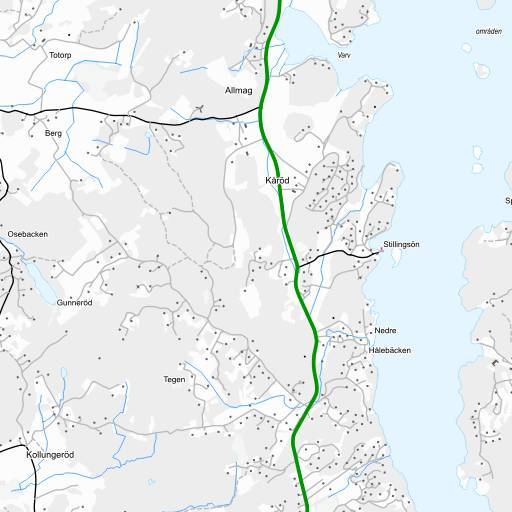 områden
Totorp
Varv
Allmag
Berg
Kåröd
Osebacken
Stillingsön
Gunneröd
Nedre
Hålebäcken
Tegen
Kollungeröd